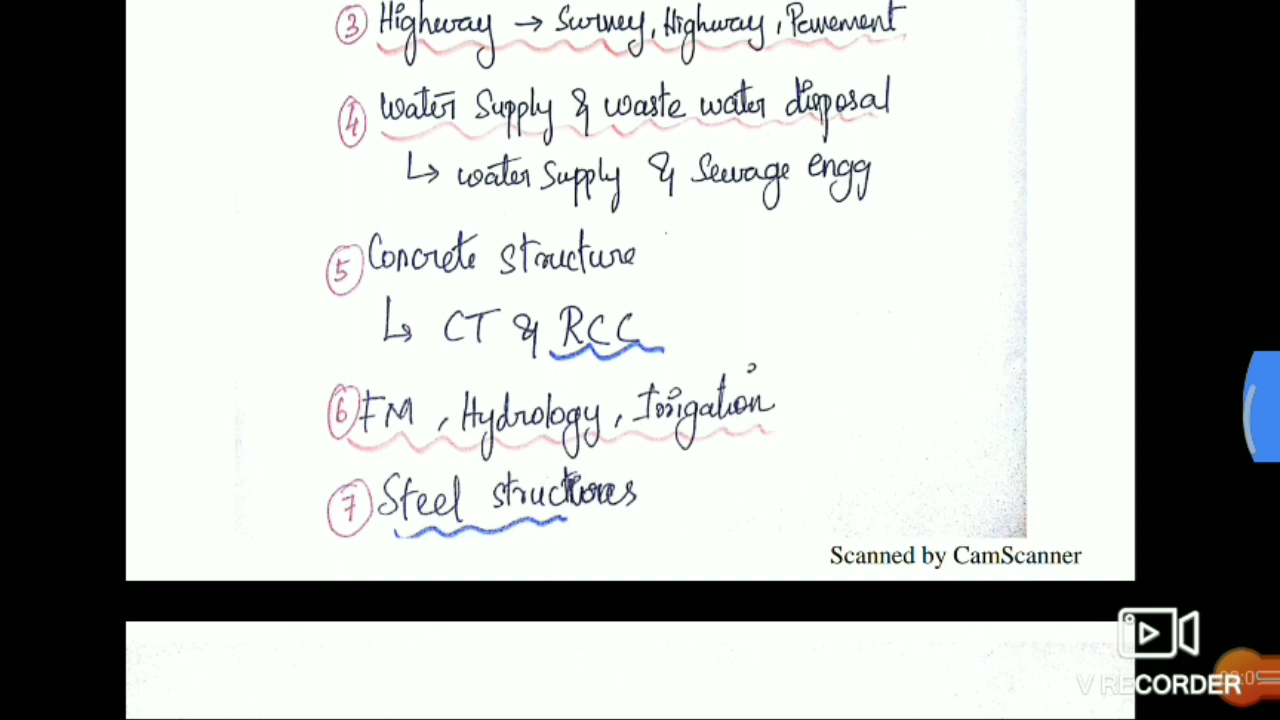 ③ Highway → Survey, Highway, Pavement
④ Water Supply & waste water disposal
↳ water supply & Sewage engg
⑤ Concrete structure
↳ CT & RCC
⑥ FM, Hydrology, Irrigation
⑦ Steel structures
Scanned by CamScanner
V RECORDER